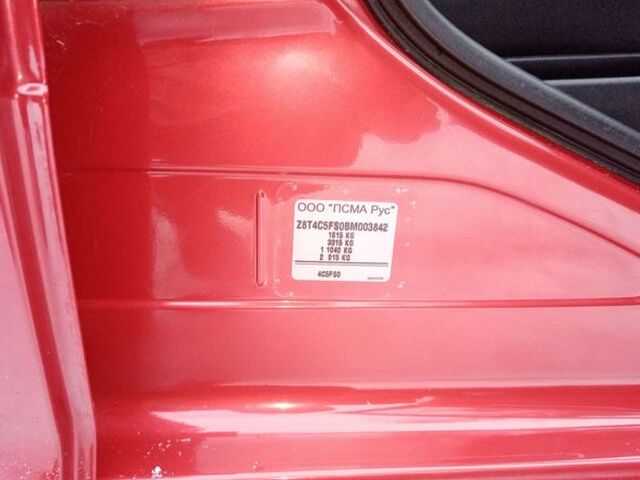 ООО "ПСМА Рус"
Z8T4C5FS0BM003842
1815 KG
3315 KG
1 1040 KG
2 915 KG
4C5FS0